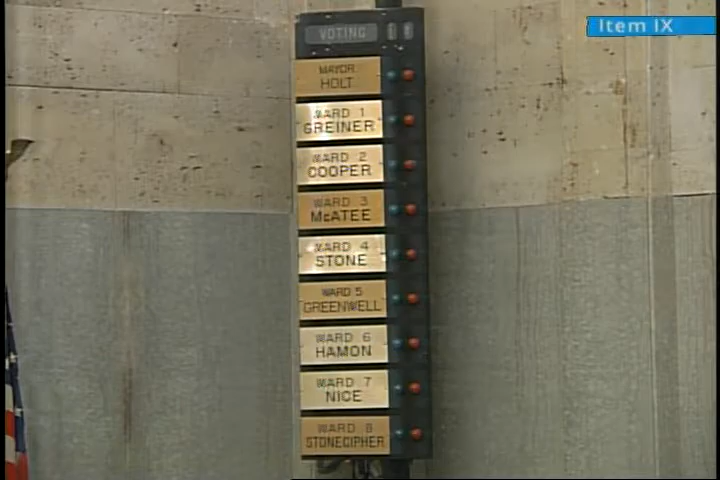 Item IX
VOTING
MAYOR
HOLT
WARD 1
GREINER
WARD 2
COOPER
WARD 3
McATEE
WARD 4
STONE
WARD 5
GREENWELL
WARD 6
HAMON
WARD 7
NICE
WARD 8
STONECIPHER